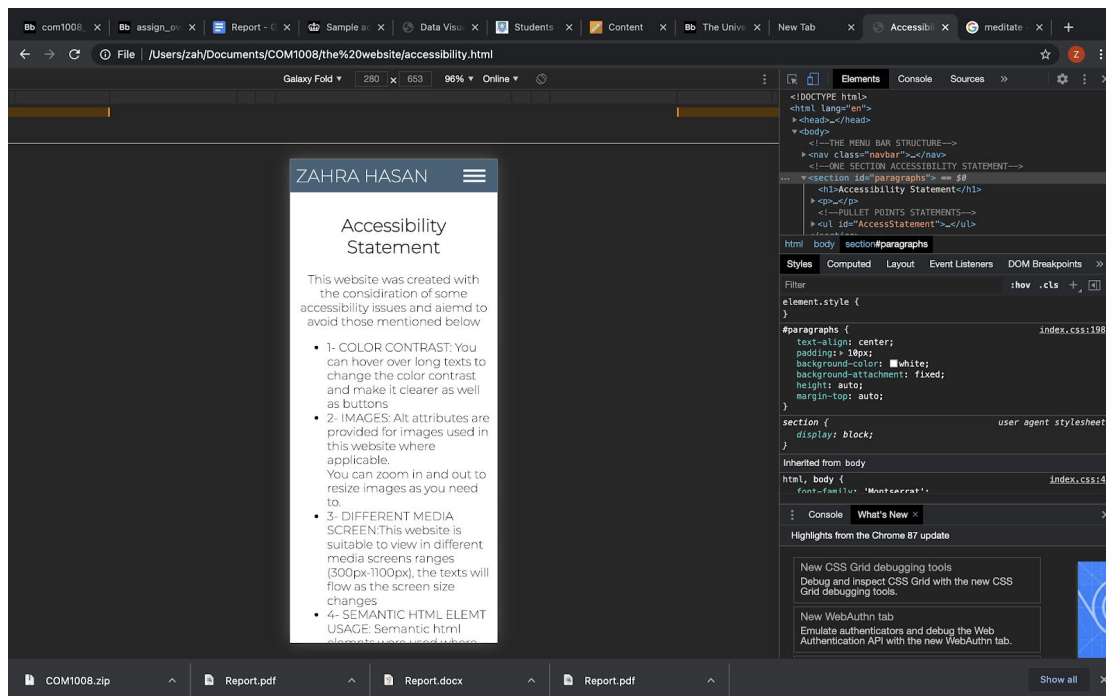 Bb com1008_
Bb assign_ov
Report - G
Sample ac
Data Visu
Students
Content
Bb The Unive
New Tab
Accessibi
meditate -
File | /Users/zah/Documents/COM1008/the%20website/accessibility.html
Z
Galaxy Fold ▼ 280 x 653 96% ▼ Online ▼
Elements Console Sources »
<!DOCTYPE html>
<html lang="en">
▶<head>…</head>
▼<body>
<!--THE MENU BAR STRUCTURE-->
▶<nav class="navbar">…</nav>
<!--ONE SECTION ACCESSIBILITY STATEMENT-->
… ▼<section id="paragraphs"> == $0
<h1>Accessibility Statement</h1>
▶<p>…</p>
<!--PULLET POINTS STATEMENTS-->
▶<ul id="AccessStatement">…</ul>
html body section#paragraphs
Styles Computed Layout Event Listeners DOM Breakpoints »
Filter :hov .cls +
element.style {
}
#paragraphs { index.css:198
text-align: center;
padding:▶ 10px;
background-color: white;
background-attachment: fixed;
height: auto;
margin-top: auto;
}
section { user agent stylesheet
display: block;
}
Inherited from body
html, body { index.css:4
font-family: 'Montserrat';
Console What's New ×
Highlights from the Chrome 87 update
New CSS Grid debugging tools
Debug and inspect CSS Grid with the new CSS
Grid debugging tools.
New WebAuthn tab
Emulate authenticators and debug the Web
Authentication API with the new WebAuthn tab.
ZAHRA HASAN
Accessibility
Statement
This website was created with
the considiration of some
accessibility issues and aiemd to
avoid those mentioned below
• 1- COLOR CONTRAST: You
can hover over long texts to
change the color contrast
and make it clearer as well
as buttons
• 2- IMAGES: Alt attributes are
provided for images used in
this website where
applicable.
You can zoom in and out to
resize images as you need
to.
• 3- DIFFERENT MEDIA
SCREEN:This website is
suitable to view in different
media screens ranges
(300px-1100px), the texts will
flow as the screen size
changes
• 4- SEMANTIC HTML ELEMT
USAGE: Semantic html
COM1008.zip
Report.pdf
Report.docx
Report.pdf
Show all